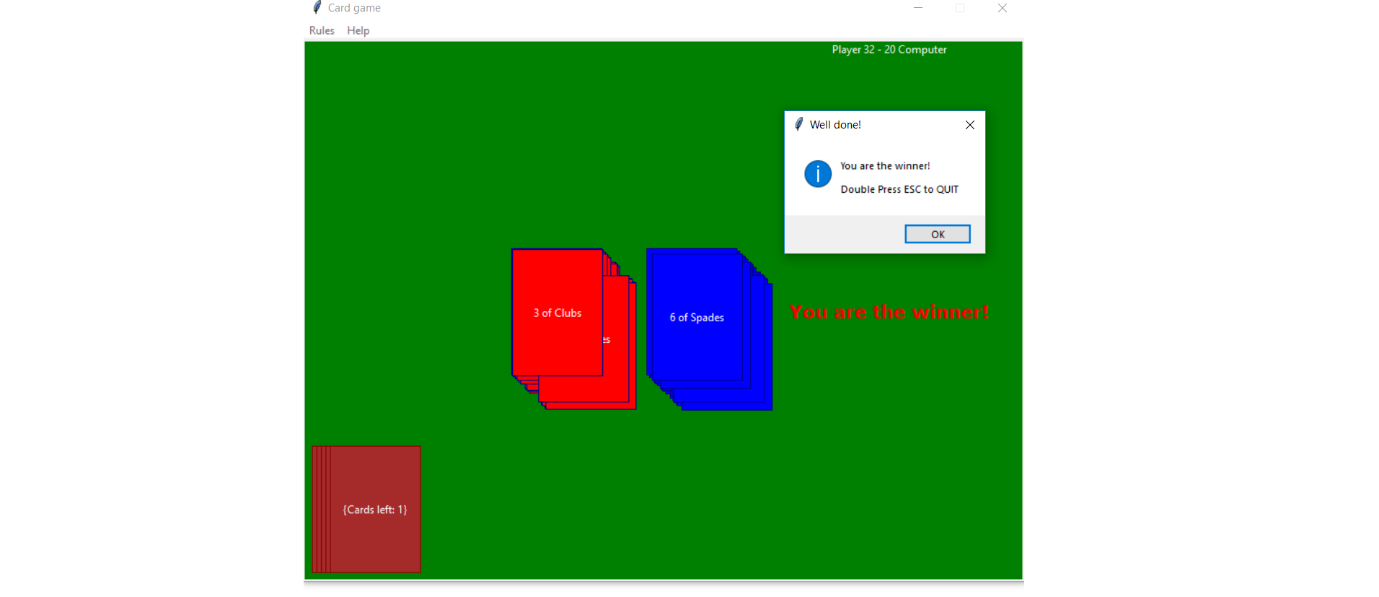 Card game
Rules Help
Player 32 - 20 Computer
Well done!
You are the winner!
Double Press ESC to QUIT
OK
3 of Clubs
es
6 of Spades
You are the winner!
{Cards left: 1}